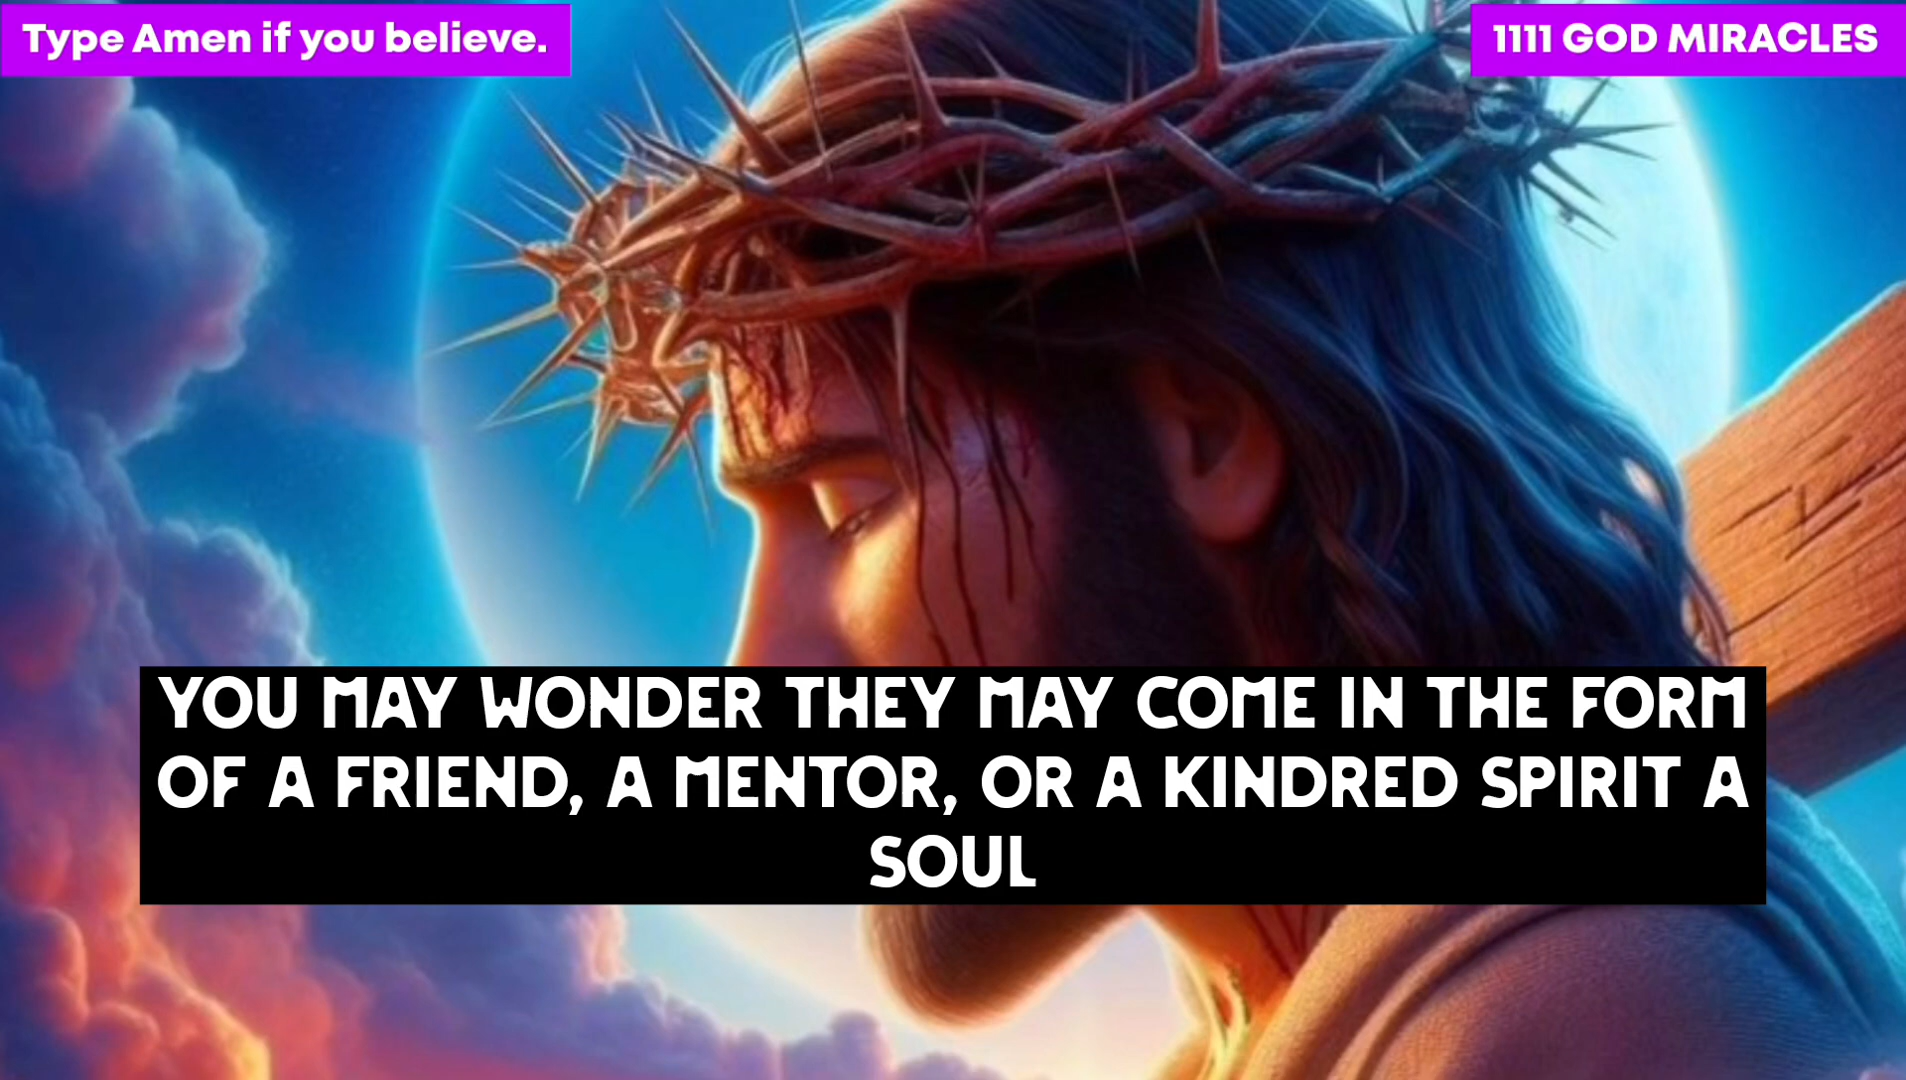 Type Amen if you believe.
1111 GOD MIRACLES
YOU MAY WONDER THEY MAY COME IN THE FORM
OF A FRIEND, A MENTOR, OR A KINDRED SPIRIT A
SOUL